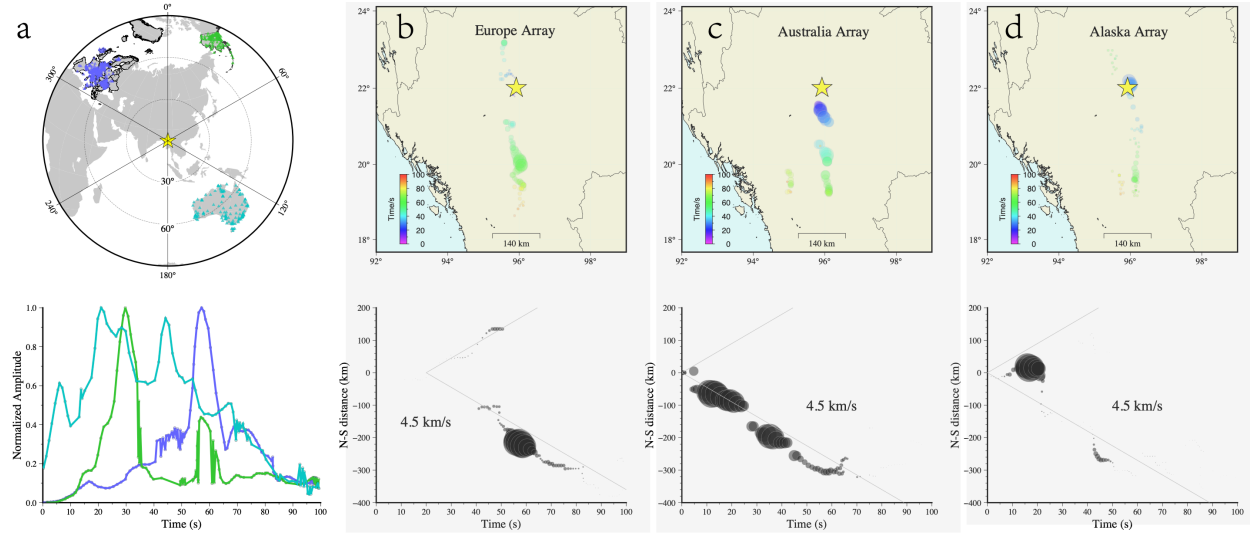 a
0°
60°
120°
180°
240°
300°
30°
60°
b
Europe Array
24°
22°
20°
18°
92°
94°
96°
98°
Time/s
100
80
60
40
20
0
140 km
c
Australia Array
24°
22°
20°
18°
92°
94°
96°
98°
Time/s
100
80
60
40
20
0
140 km
d
Alaska Array
24°
22°
20°
18°
92°
94°
96°
98°
Time/s
100
80
60
40
20
0
140 km
Normalized Amplitude
1.0
0.8
0.6
0.4
0.2
0.0
0 20 40 60 80 100
Time (s)
N-S distance (km)
200
100
0
−100
−200
−300
−400
4.5 km/s
0 10 20 30 40 50 60 70 80 90 100
Time (s)
N-S distance (km)
200
100
0
−100
−200
−300
−400
4.5 km/s
0 10 20 30 40 50 60 70 80 90 100
Time (s)
N-S distance (km)
200
100
0
−100
−200
−300
−400
4.5 km/s
0 10 20 30 40 50 60 70 80 90 100
Time (s)